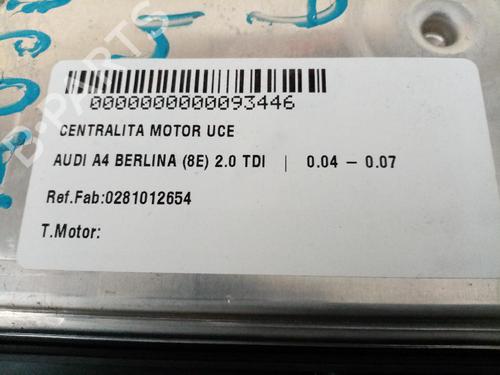 0000000000093446
CENTRALITA MOTOR UCE
AUDI A4 BERLINA (8E) 2.0 TDI | 0.04 – 0.07
Ref.Fab:0281012654
T.Motor:
B-PARTS